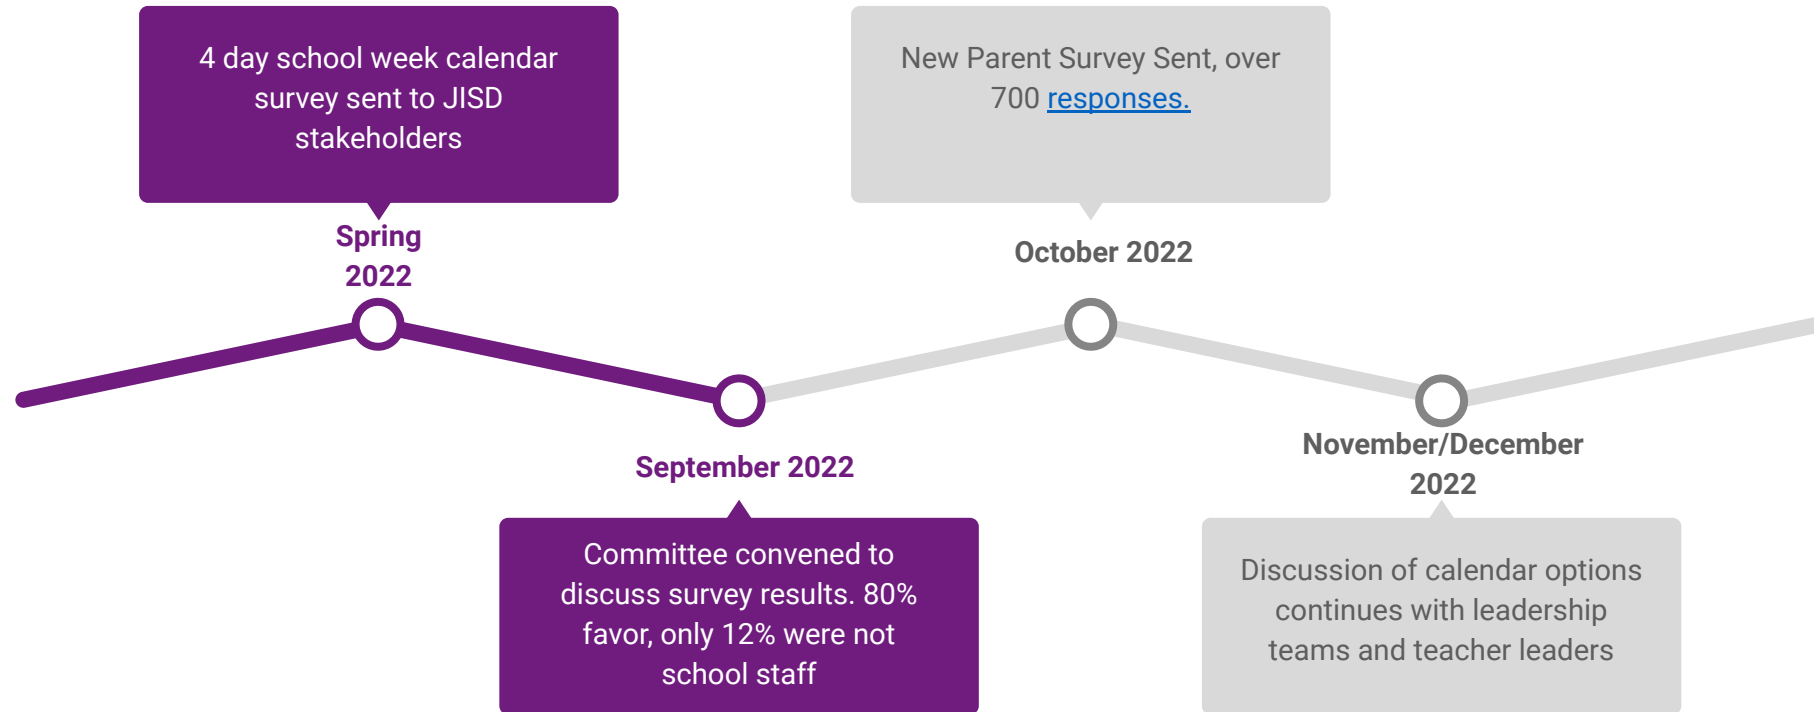 4 day school week calendar
survey sent to JISD
stakeholders
Spring
2022
September 2022
Committee convened to
discuss survey results. 80%
favor, only 12% were not
school staff
New Parent Survey Sent, over
700 responses.
October 2022
November/December
2022
Discussion of calendar options
continues with leadership
teams and teacher leaders